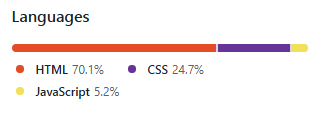 Languages
HTML 70.1% CSS 24.7%
JavaScript 5.2%